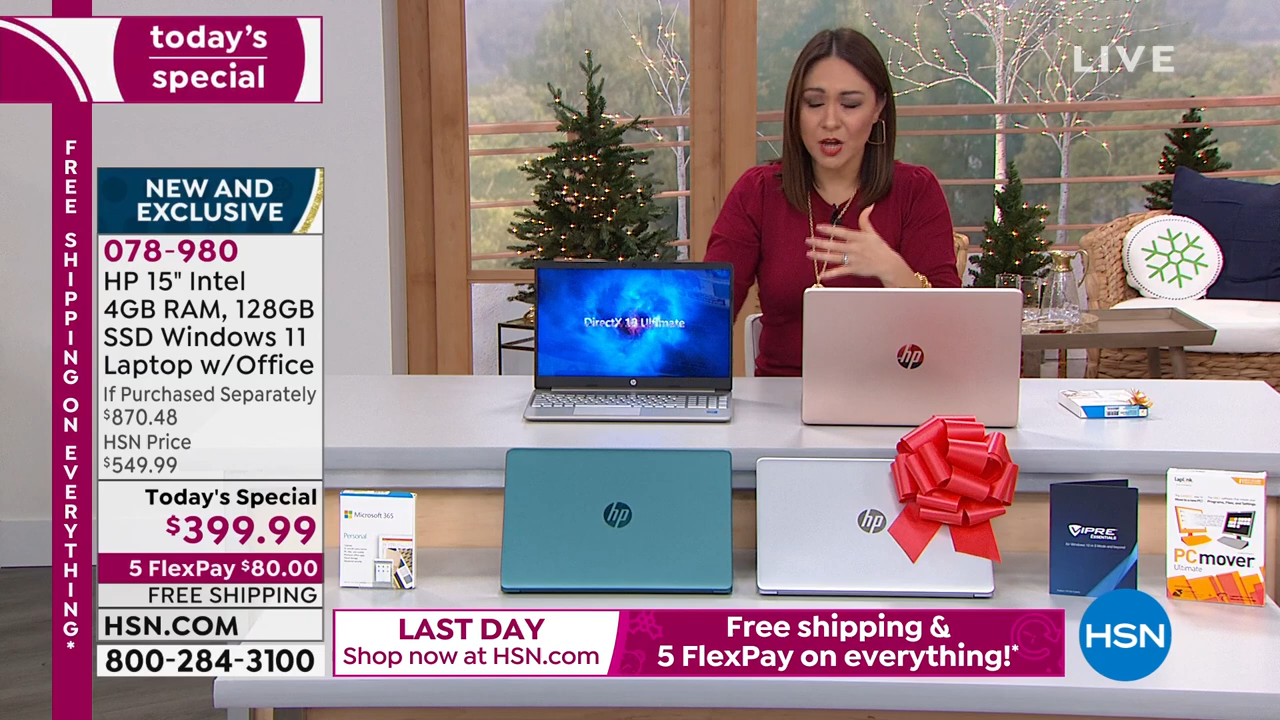 today's
special
LIVE
FREE SHIPPING ON EVERYTHING!*
NEW AND
EXCLUSIVE
078-980
HP 15" Intel
4GB RAM, 128GB
SSD Windows 11
Laptop w/Office
If Purchased Separately
$870.48
HSN Price
$549.99
Today's Special
$399.99
5 FlexPay $80.00
FREE SHIPPING
HSN.COM
800-284-3100
DirectX 12 Ultimate
hp
hp
hp
Microsoft 365
Personal
VIPRE
ESSENTIALS
LapLink
PCmover
Ultimate
LAST DAY
Shop now at HSN.com
Free shipping &
5 FlexPay on everything!*
HSN